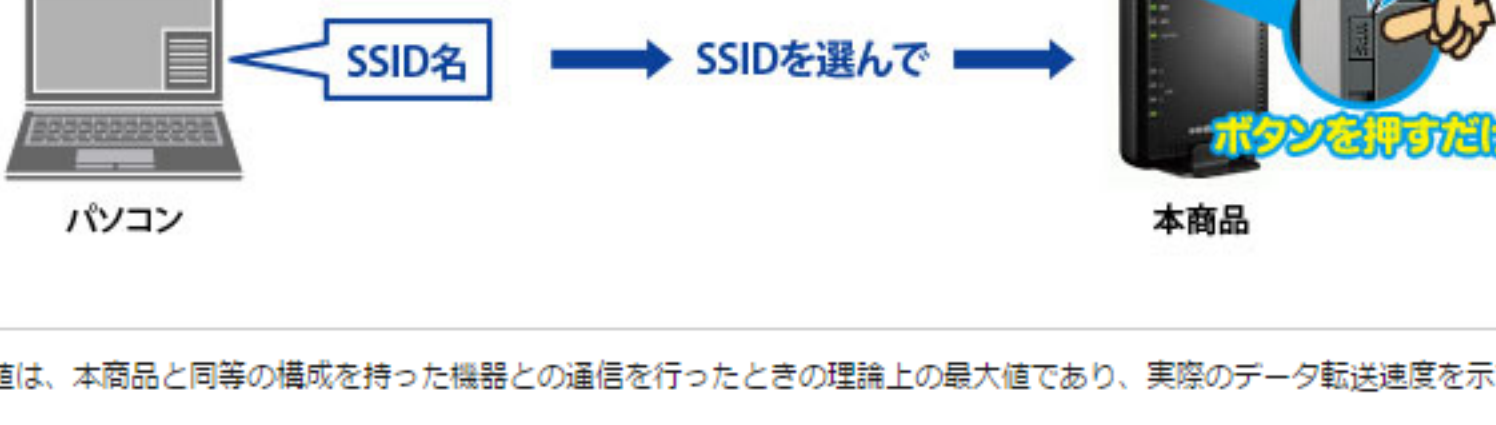 SSID名
SSIDを選んで
ボタンを押すだけ
パソコン
本商品
値は、本商品と同等の構成を持った機器との通信を行ったときの理論上の最大値であり、実際のデータ転送速度を示